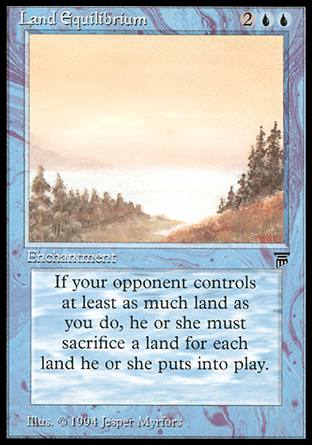 Land Equilibrium 2
Enchantment
If your opponent controls
at least as much land as
you do, he or she must
sacrifice a land for each
land he or she puts into play.
Illus. © 1994 Jesper Myrfors